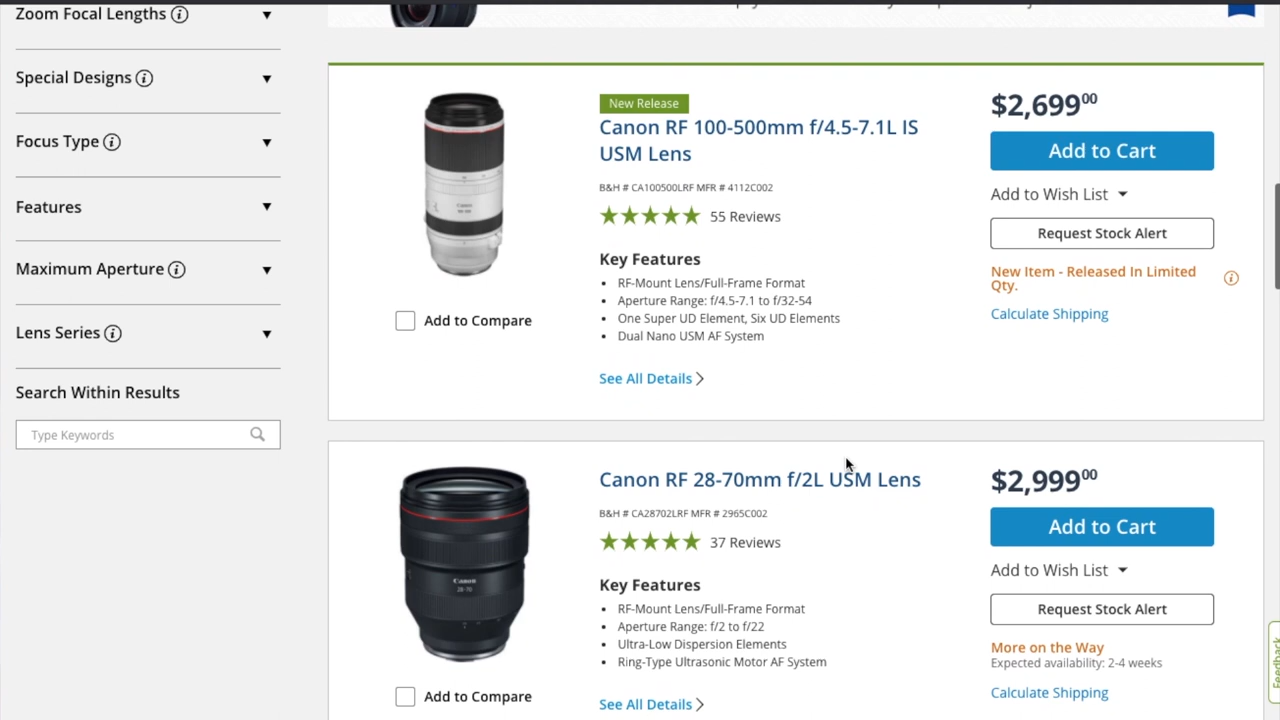 Zoom Focal Lengths
Special Designs
Focus Type
Features
Maximum Aperture
Lens Series
Search Within Results
Type Keywords
New Release
Canon RF 100-500mm f/4.5-7.1L IS
USM Lens
B&H # CA100500LRF MFR # 4112C002
55 Reviews
Key Features
• RF-Mount Lens/Full-Frame Format
• Aperture Range: f/4.5-7.1 to f/32-54
• One Super UD Element, Six UD Elements
• Dual Nano USM AF System
See All Details
Add to Compare
$2,699.00
Add to Cart
Add to Wish List
Request Stock Alert
New Item - Released In Limited
Qty.
Calculate Shipping
Canon RF 28-70mm f/2L USM Lens
B&H # CA28702LRF MFR # 2965C002
37 Reviews
Key Features
• RF-Mount Lens/Full-Frame Format
• Aperture Range: f/2 to f/22
• Ultra-Low Dispersion Elements
• Ring-Type Ultrasonic Motor AF System
See All Details
Canon
28-70
Add to Compare
$2,999.00
Add to Cart
Add to Wish List
Request Stock Alert
More on the Way
Expected availability: 2-4 weeks
Calculate Shipping
Feedback